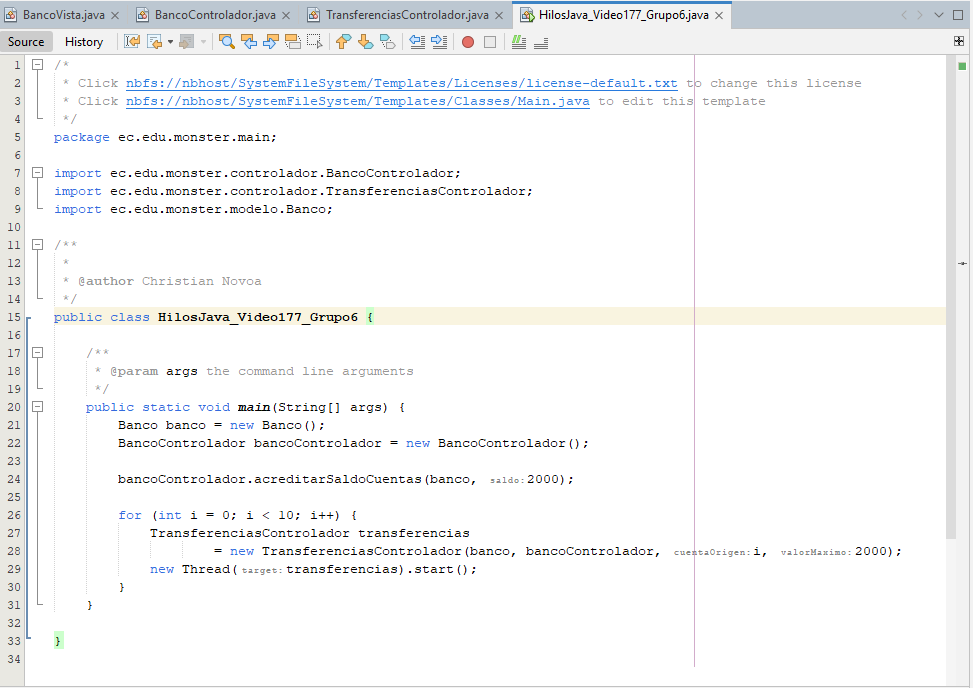 BancoVista.java BancoControlador.java TransferenciasControlador.java HilosJava_Video177_Grupo6.java
Source History
1 /*
2 * Click nbfs://nbhost/SystemFileSystem/Templates/Licenses/license-default.txt to change this license
3 * Click nbfs://nbhost/SystemFileSystem/Templates/Classes/Main.java to edit this template
4 */
5 package ec.edu.monster.main;
6
7 import ec.edu.monster.controlador.BancoControlador;
8 import ec.edu.monster.controlador.TransferenciasControlador;
9 import ec.edu.monster.modelo.Banco;
10
11 /**
12 *
13 * @author Christian Novoa
14 */
15 public class HilosJava_Video177_Grupo6 {
16
17 /**
18 * @param args the command line arguments
19 */
20 public static void main(String[] args) {
21 Banco banco = new Banco();
22 BancoControlador bancoControlador = new BancoControlador();
23
24 bancoControlador.acreditarSaldoCuentas(banco, saldo: 2000);
25
26 for (int i = 0; i < 10; i++) {
27 TransferenciasControlador transferencias
28 = new TransferenciasControlador(banco, bancoControlador, cuentaOrigen: i, valorMaximo: 2000);
29 new Thread( target: transferencias).start();
30 }
31 }
32
33 }
34